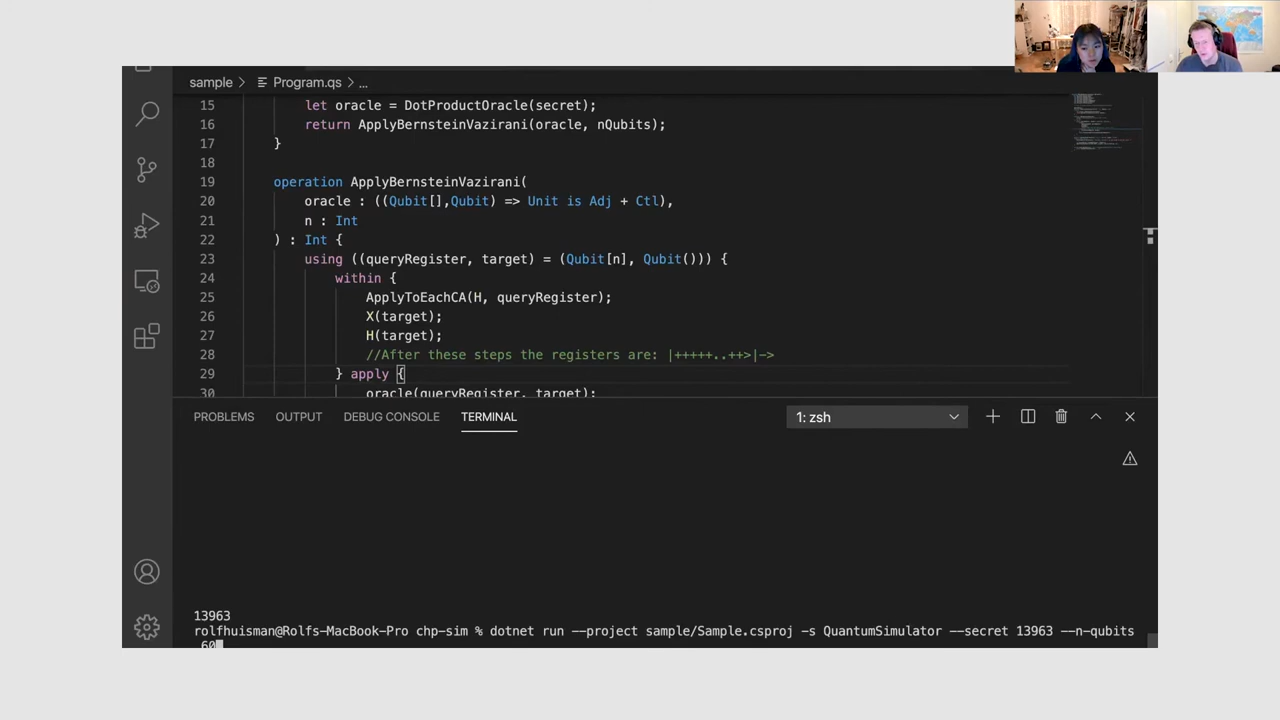 sample > Program.qs > ...
15 let oracle = DotProductOracle(secret);
16 return ApplyBernsteinVazirani(oracle, nQubits);
17 }
18
19 operation ApplyBernsteinVazirani(
20 oracle : ((Qubit[],Qubit) => Unit is Adj + Ctl),
21 n : Int
22 ) : Int {
23 using ((queryRegister, target) = (Qubit[n], Qubit())) {
24 within {
25 ApplyToEachCA(H, queryRegister);
26 X(target);
27 H(target);
28 //After these steps the registers are: |+++++..++>|->
29 } apply {
30 oracle(queryRegister, target);
PROBLEMS OUTPUT DEBUG CONSOLE TERMINAL 1: zsh
13963
rolfhuisman@Rolfs-MacBook-Pro chp-sim % dotnet run --project sample/Sample.csproj -s QuantumSimulator --secret 13963 --n-qubits
60